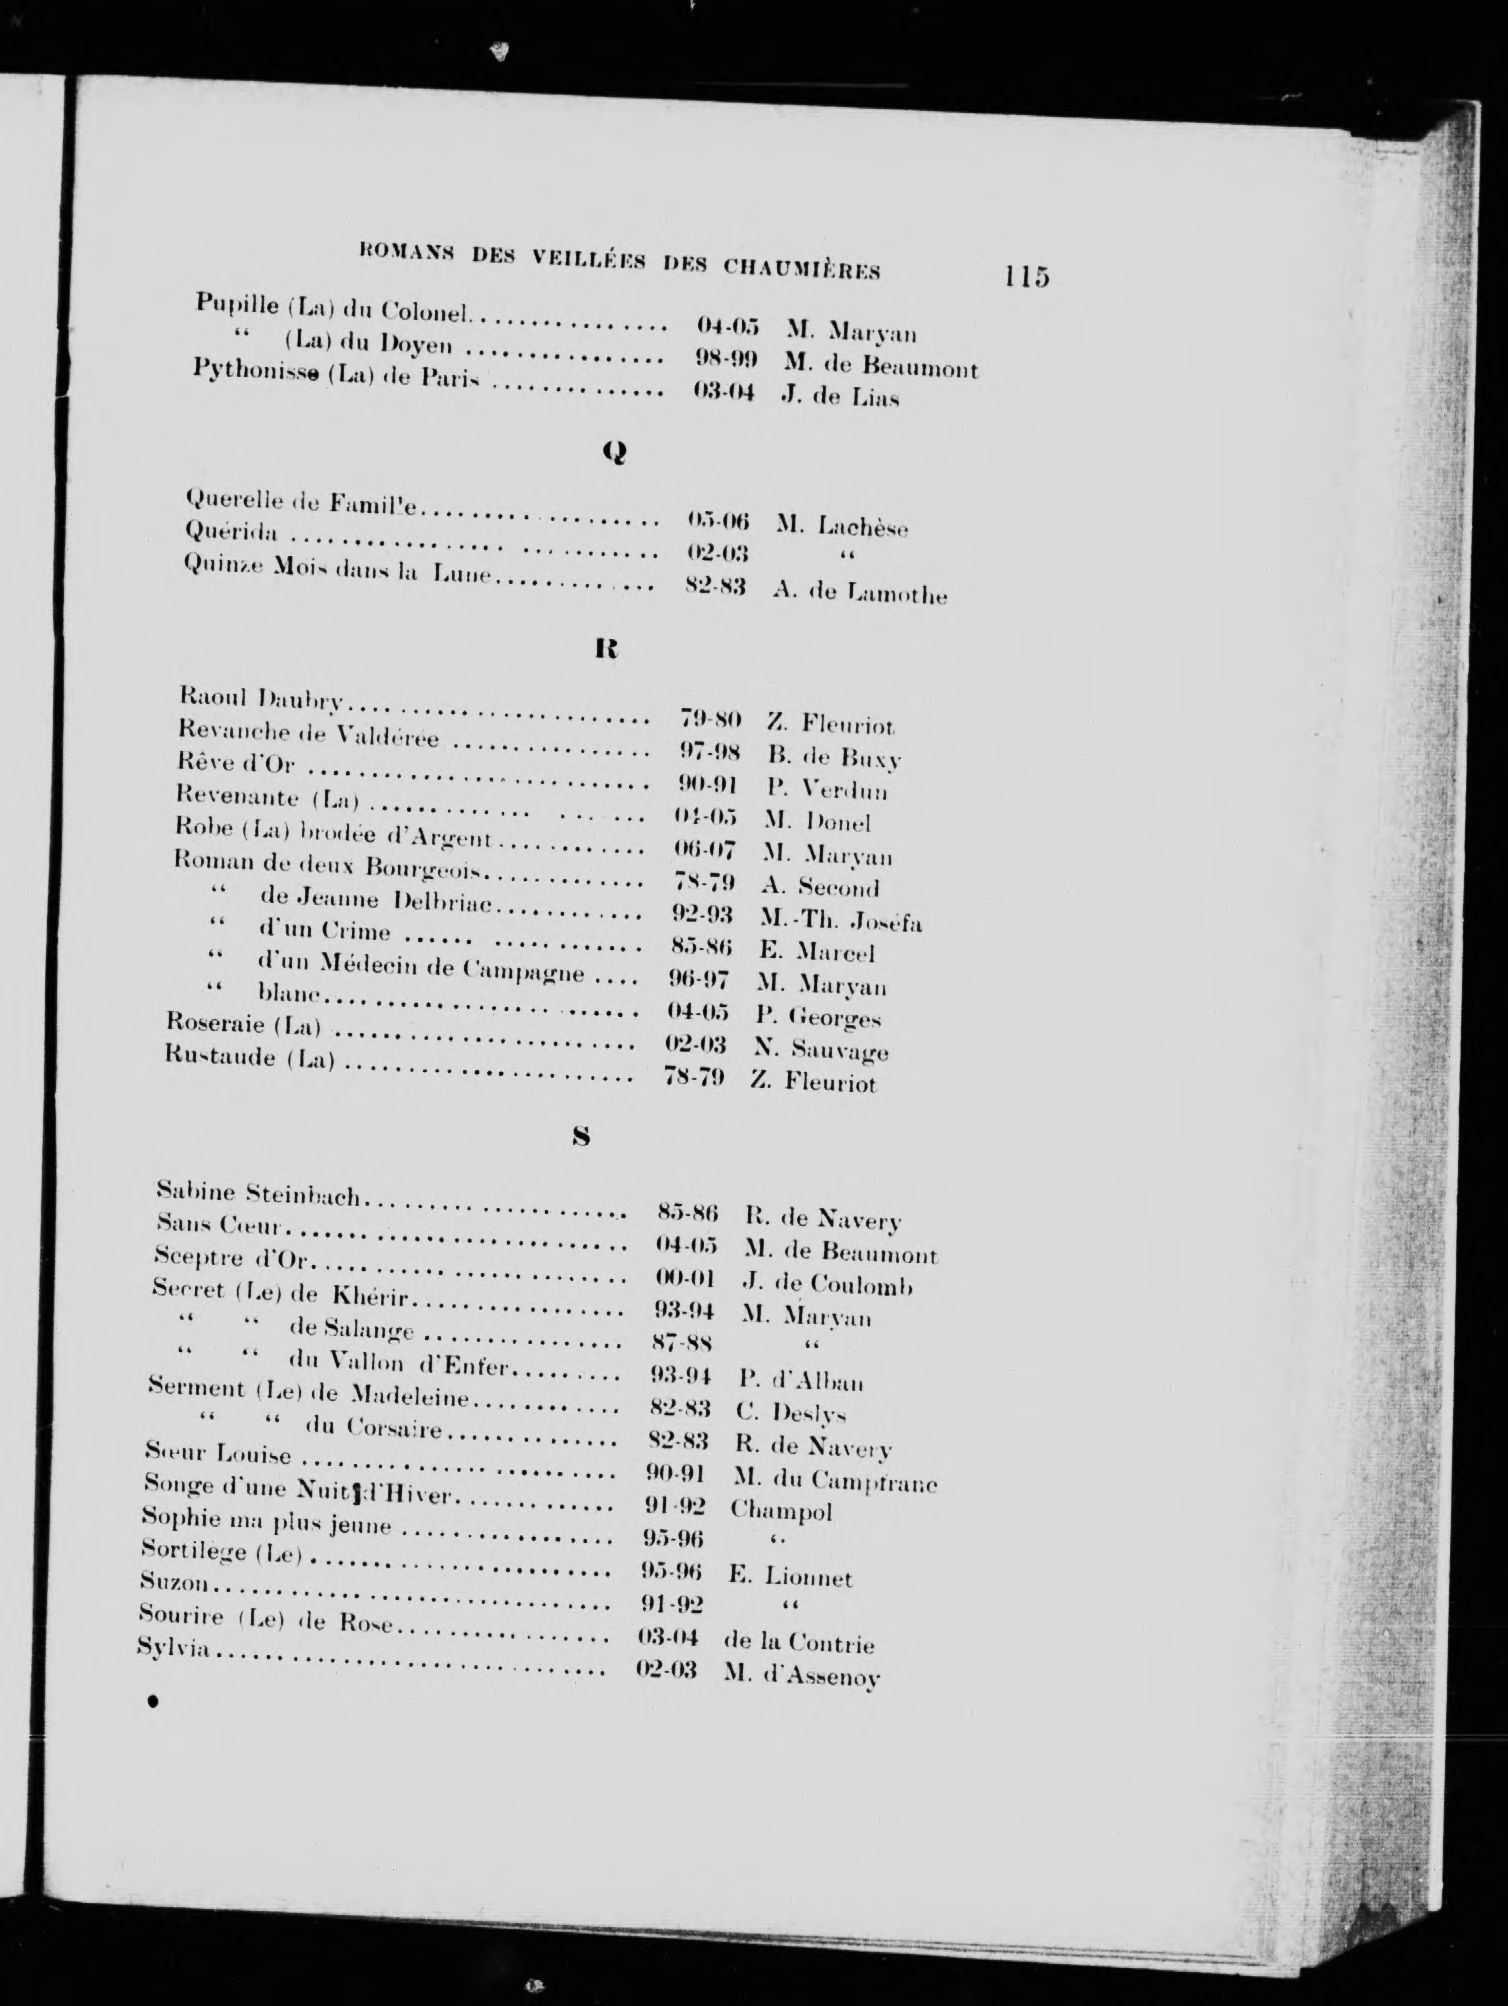 ROMANS DES VEILLÉES DES CHAUMIÈRES 115
Pupille (La) du Colonel................ 04-05 M. Maryan
“ (La) du Doyen ................ 98-99 M. de Beaumont
Pythonisse (La) de Paris .............. 03-04 J. de Lias
Q
Querelle de Famille................... 05-06 M. Lachèse
Quérida ............................ 02-03 “
Quinze Mois dans la Lune............. 82-83 A. de Lamothe
R
Raoul Daubry........................ 79-80 Z. Fleuriot
Revanche de Valdérée ................ 97-98 B. de Buxy
Rêve d'Or ........................... 90-91 P. Verdun
Revenante (La) ...................... 04-05 M. Donel
Robe (La) brodée d'Argent............ 06-07 M. Maryan
Roman de deux Bourgeois............. 78-79 A. Second
“ de Jeanne Delbriac............ 92-93 M.-Th. Joséfa
“ d'un Crime .................. 85-86 E. Marcel
“ d'un Médecin de Campagne .... 96-97 M. Maryan
“ blanc......................... 04-05 P. Georges
Roseraie (La) ........................ 02-03 N. Sauvage
Rustaude (La) ....................... 78-79 Z. Fleuriot
S
Sabine Steinbach..................... 85-86 R. de Navery
Sans Cœur........................... 04-05 M. de Beaumont
Sceptre d'Or......................... 00-01 J. de Coulomb
Secret (Le) de Khérir................. 93-94 M. Maryan
“ “ de Salange ................ 87-88 “
“ “ du Vallon d'Enfer......... 93-94 P. d'Alban
Serment (Le) de Madeleine............ 82-83 C. Deslys
“ “ du Corsaire.............. 82-83 R. de Navery
Sœur Louise ......................... 90-91 M. du Campfranc
Songe d'une Nuit d'Hiver............. 91-92 Champol
Sophie ma plus jeune ................. 95-96 “
Sortilège (Le)........................ 95-96 E. Lionnet
Suzon................................ 91-92 “
Sourire (Le) de Rose................. 03-04 de la Contrie
Sylvia............................... 02-03 M. d'Assenoy